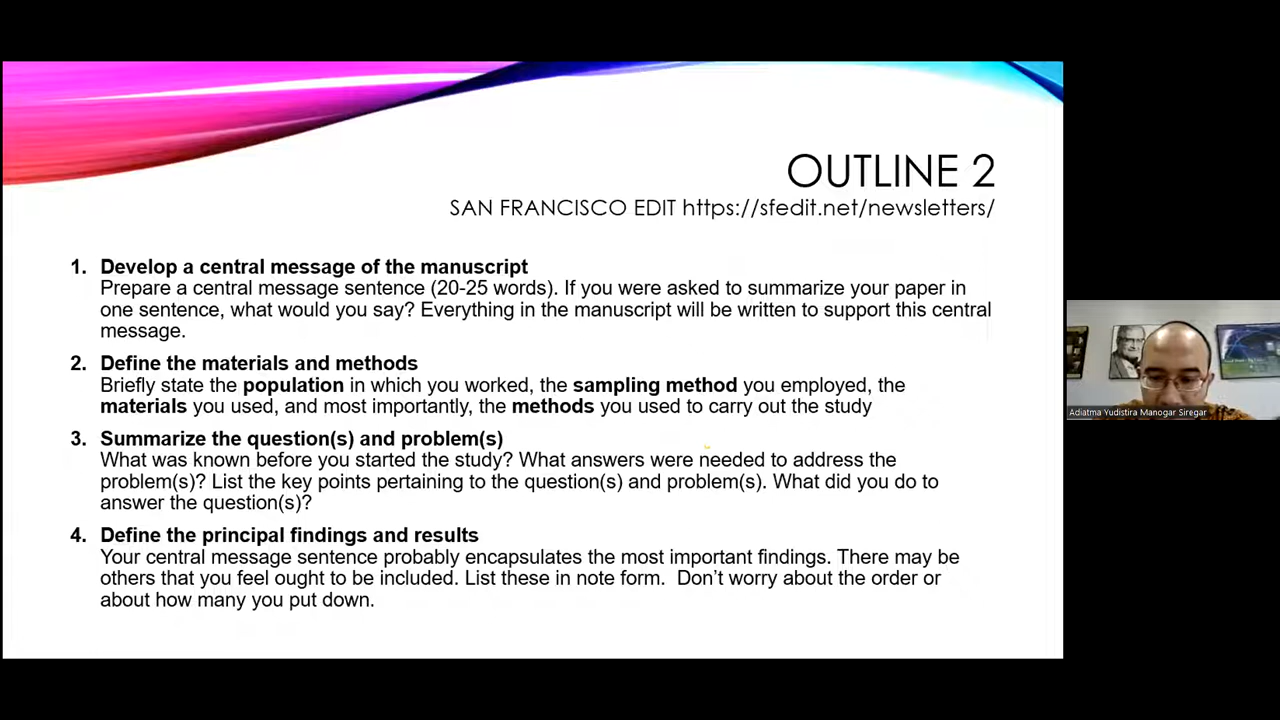 OUTLINE 2
SAN FRANCISCO EDIT https://sfedit.net/newsletters/
1. Develop a central message of the manuscript
Prepare a central message sentence (20-25 words). If you were asked to summarize your paper in
one sentence, what would you say? Everything in the manuscript will be written to support this central
message.
2. Define the materials and methods
Briefly state the population in which you worked, the sampling method you employed, the
materials you used, and most importantly, the methods you used to carry out the study
3. Summarize the question(s) and problem(s)
What was known before you started the study? What answers were needed to address the
problem(s)? List the key points pertaining to the question(s) and problem(s). What did you do to
answer the question(s)?
4. Define the principal findings and results
Your central message sentence probably encapsulates the most important findings. There may be
others that you feel ought to be included. List these in note form.  Don't worry about the order or
about how many you put down.
Adiatma Yudistira Manogar Siregar